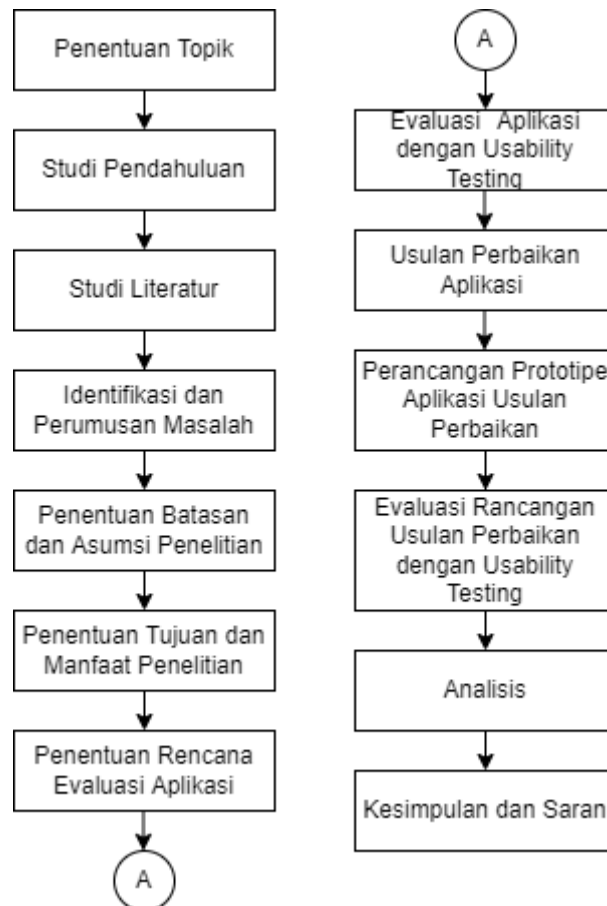 Penentuan Topik
Studi Pendahuluan
Studi Literatur
Identifikasi dan
Perumusan Masalah
Penentuan Batasan
dan Asumsi Penelitian
Penentuan Tujuan dan
Manfaat Penelitian
Penentuan Rencana
Evaluasi Aplikasi
A
A
Evaluasi Aplikasi
dengan Usability
Testing
Usulan Perbaikan
Aplikasi
Perancangan Prototipe
Aplikasi Usulan
Perbaikan
Evaluasi Rancangan
Usulan Perbaikan
dengan Usability
Testing
Analisis
Kesimpulan dan Saran